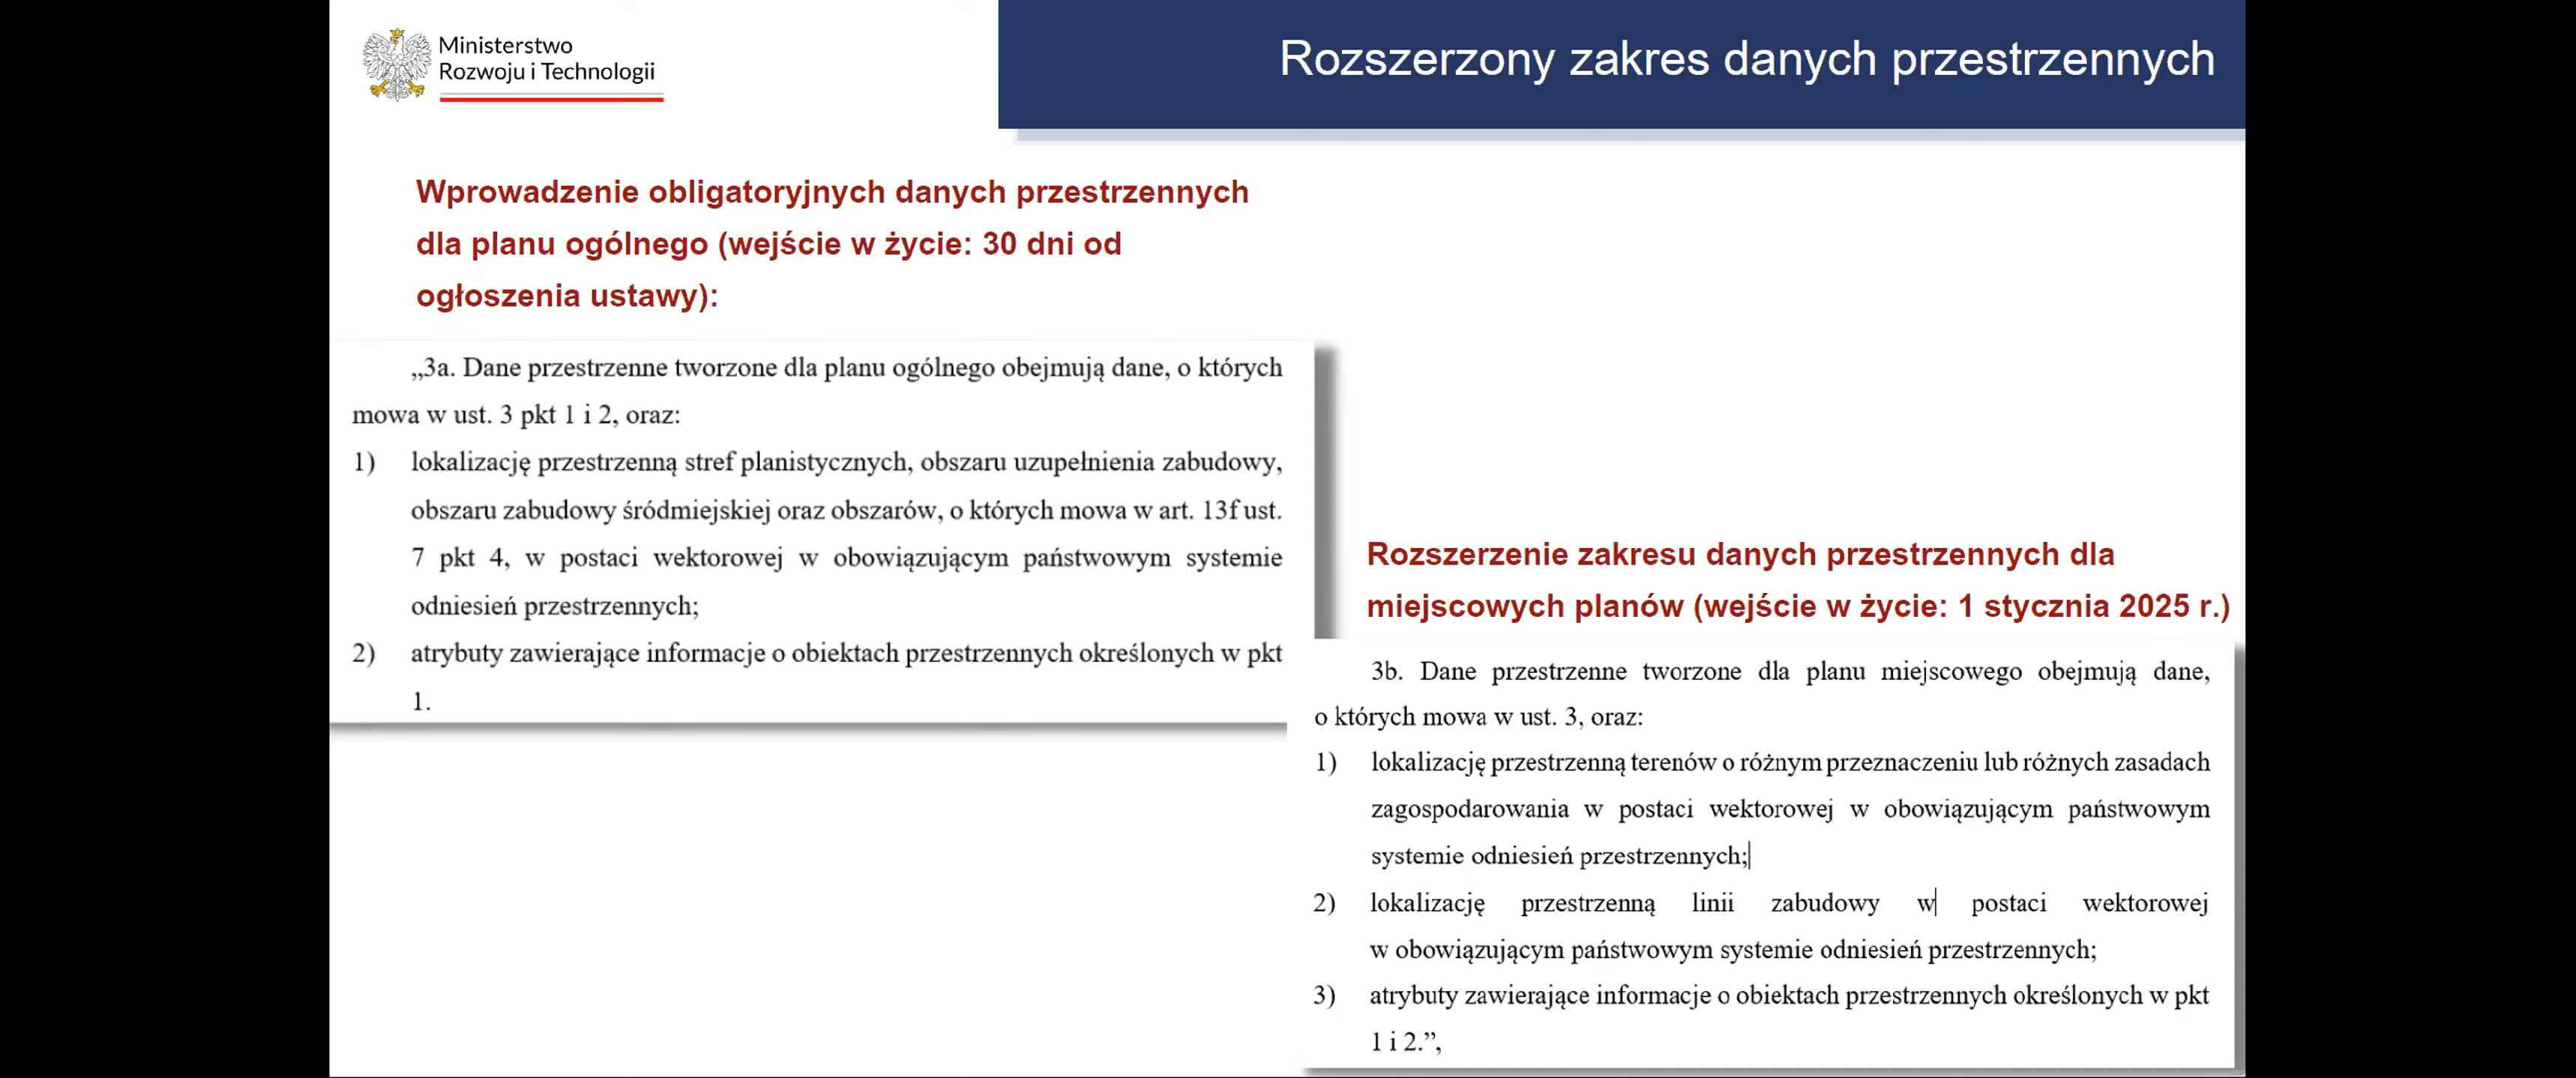 Ministerstwo
Rozwoju i Technologii
Rozszerzony zakres danych przestrzennych
Wprowadzenie obligatoryjnych danych przestrzennych
dla planu ogólnego (wejście w życie: 30 dni od
ogłoszenia ustawy):
„3a. Dane przestrzenne tworzone dla planu ogólnego obejmują dane, o których
mowa w ust. 3 pkt 1 i 2, oraz:
1) lokalizację przestrzenną stref planistycznych, obszaru uzupełnienia zabudowy,
obszaru zabudowy śródmiejskiej oraz obszarów, o których mowa w art. 13f ust.
7 pkt 4, w postaci wektorowej w obowiązującym państwowym systemie
odniesień przestrzennych;
2) atrybuty zawierające informacje o obiektach przestrzennych określonych w pkt
1.
Rozszerzenie zakresu danych przestrzennych dla
miejscowych planów (wejście w życie: 1 stycznia 2025 r.)
3b. Dane przestrzenne tworzone dla planu miejscowego obejmują dane,
o których mowa w ust. 3, oraz:
1) lokalizację przestrzenną terenów o różnym przeznaczeniu lub różnych zasadach
zagospodarowania w postaci wektorowej w obowiązującym państwowym
systemie odniesień przestrzennych;
2) lokalizację przestrzenną linii zabudowy w postaci wektorowej
w obowiązującym państwowym systemie odniesień przestrzennych;
3) atrybuty zawierające informacje o obiektach przestrzennych określonych w pkt
1 i 2.”,